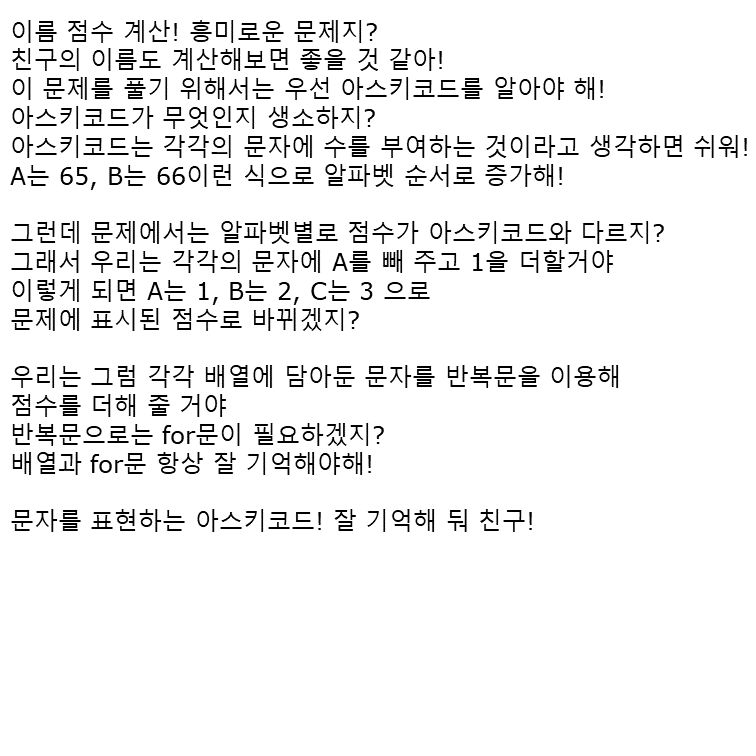 이름 점수 계산! 흥미로운 문제지?
친구의 이름도 계산해보면 좋을 것 같아!
이 문제를 풀기 위해서는 우선 아스키코드를 알아야 해!
아스키코드가 무엇인지 생소하지?
아스키코드는 각각의 문자에 수를 부여하는 것이라고 생각하면 쉬워!
A는 65, B는 66이런 식으로 알파벳 순서로 증가해!
그런데 문제에서는 알파벳별로 점수가 아스키코드와 다르지?
그래서 우리는 각각의 문자에 A를 빼 주고 1을 더할거야
이렇게 되면 A는 1, B는 2, C는 3 으로
문제에 표시된 점수로 바뀌겠지?
우리는 그럼 각각 배열에 담아둔 문자를 반복문을 이용해
점수를 더해 줄 거야
반복문으로는 for문이 필요하겠지?
배열과 for문 항상 잘 기억해야해!
문자를 표현하는 아스키코드! 잘 기억해 둬 친구!